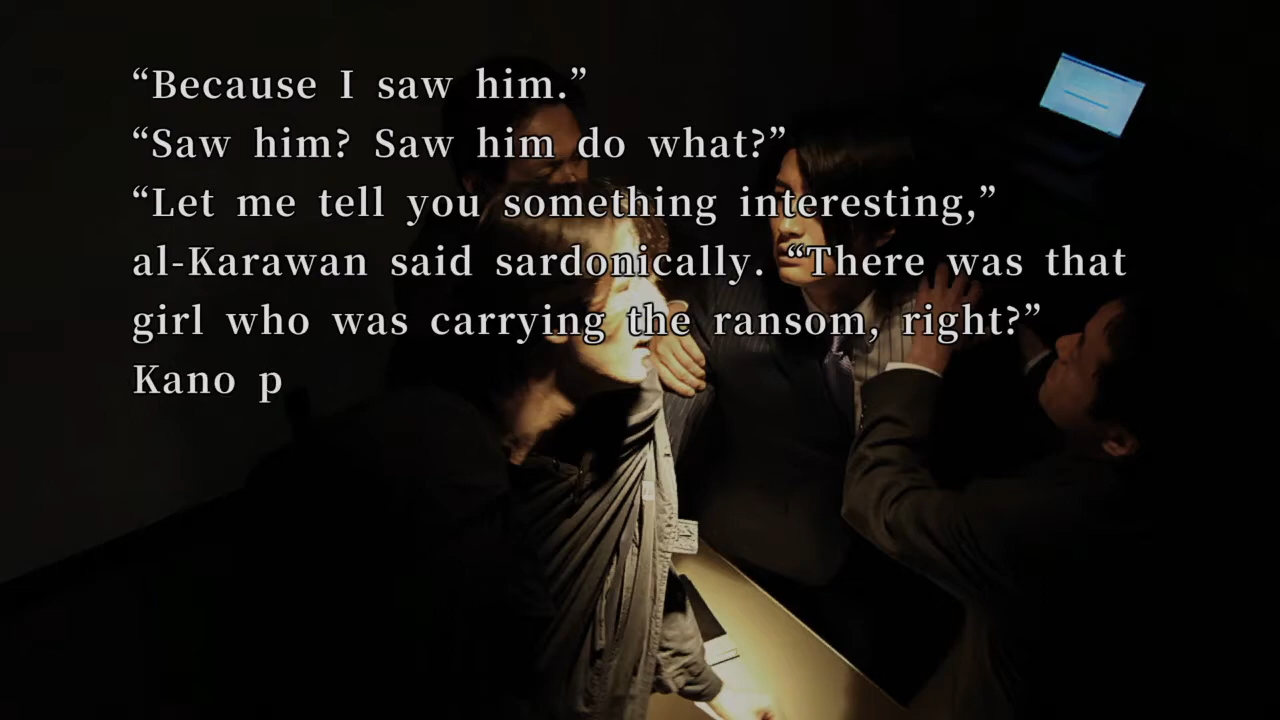 “Because I saw him.”
“Saw him? Saw him do what?”
“Let me tell you something interesting,”
al-Karawan said sardonically. “There was that
girl who was carrying the ransom, right?”
Kano p